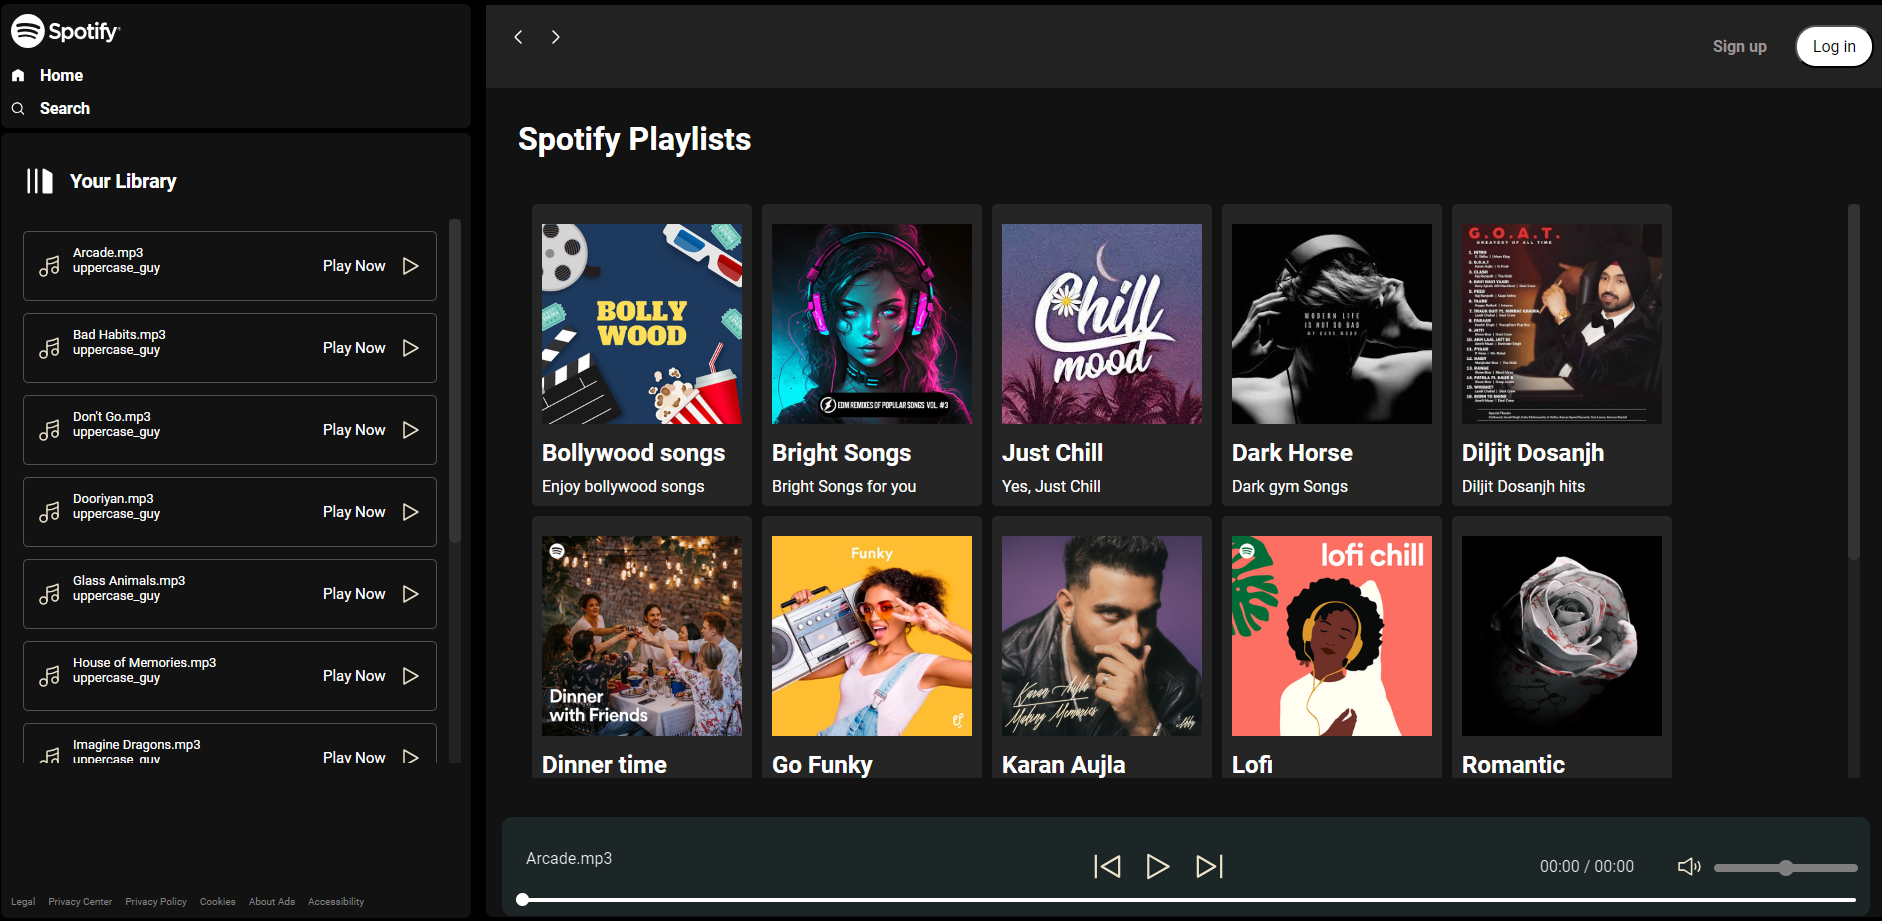 Spotify
Home
Search
Your Library
Arcade.mp3
uppercase_guy
Play Now
Bad Habits.mp3
uppercase_guy
Play Now
Don't Go.mp3
uppercase_guy
Play Now
Dooriyan.mp3
uppercase_guy
Play Now
Glass Animals.mp3
uppercase_guy
Play Now
House of Memories.mp3
uppercase_guy
Play Now
Imagine Dragons.mp3
uppercase_guy
Play Now
Legal Privacy Center Privacy Policy Cookies About Ads Accessibility
Sign up
Log in
Spotify Playlists
BOLLY
WOOD
Bollywood songs
Enjoy bollywood songs
EDM REMIXES OF POPULAR SONGS VOL. #3
Bright Songs
Bright Songs for you
Chill
mood
Just Chill
Yes, Just Chill
MODERN LIFE
IS NOT SO BAD
Dark Horse
Dark gym Songs
G.O.A.T.
GREATEST OF ALL TIME
Diljit Dosanjh
Diljit Dosanjh hits
Dinner
with Friends
Dinner time
Funky
Go Funky
Karan Aujla
Making Memories
Karan Aujla
lofi chill
Lofi
Romantic
Arcade.mp3
00:00 / 00:00